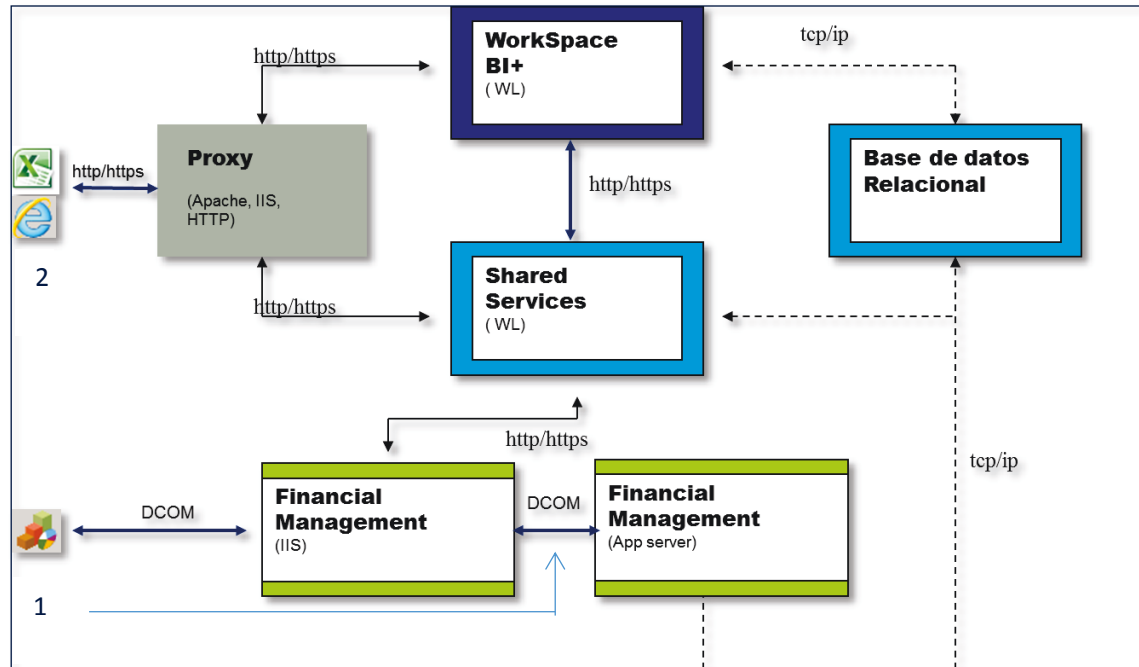 WorkSpace
BI+
( WL)
http/https
tcp/ip
Proxy
(Apache, IIS,
HTTP)
http/https
2
http/https
Base de datos
Relacional
Shared
Services
( WL)
http/https
http/https
Financial
Management
(IIS)
DCOM
DCOM
Financial
Management
(App server)
tcp/ip
1